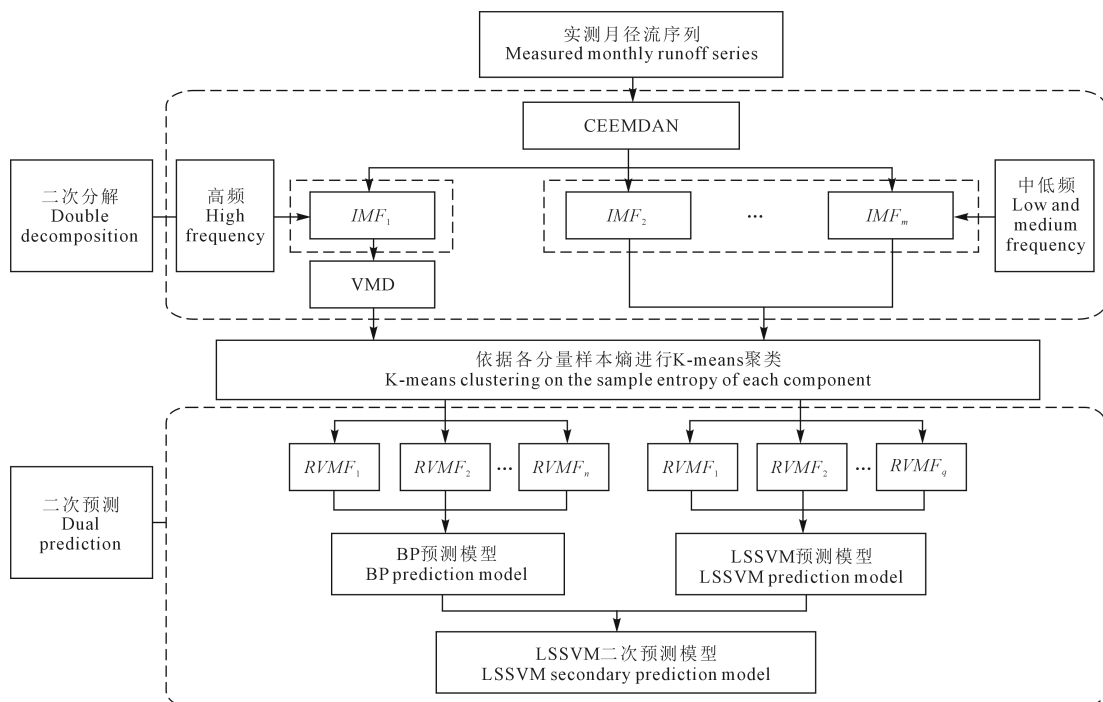 实测月径流序列
Measured monthly runoff series
CEEMDAN
二次分解
Double
decomposition
高频
High
frequency
IMF₁
IMF₂
...
IMFₘ
中低频
Low and
medium
frequency
VMD
依据各分量样本熵进行K-means聚类
K-means clustering on the sample entropy of each component
二次预测
Dual
prediction
RVMF₁
RVMF₂
...
RVMFₙ
RVMF₁
RVMF₂
...
RVMF_q
BP预测模型
BP prediction model
LSSVM预测模型
LSSVM prediction model
LSSVM二次预测模型
LSSVM secondary prediction model